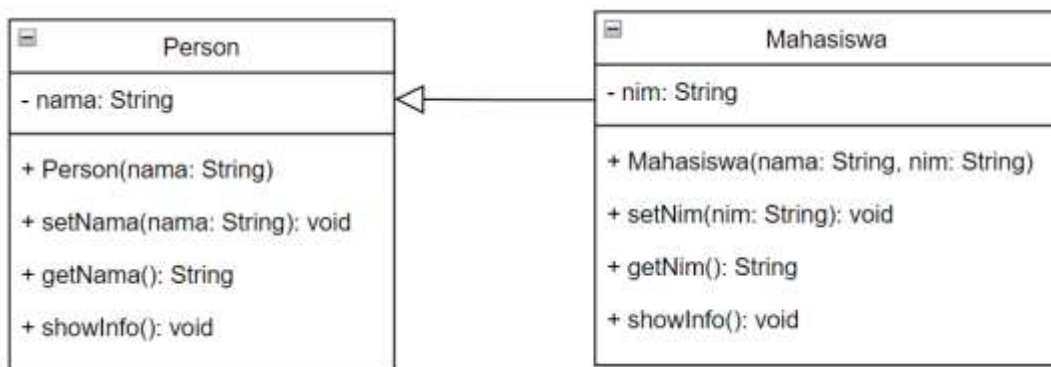 Person
- nama: String
+ Person(nama: String)
+ setNama(nama: String): void
+ getNama(): String
+ showInfo(): void
Mahasiswa
- nim: String
+ Mahasiswa(nama: String, nim: String)
+ setNim(nim: String): void
+ getNim(): String
+ showInfo(): void